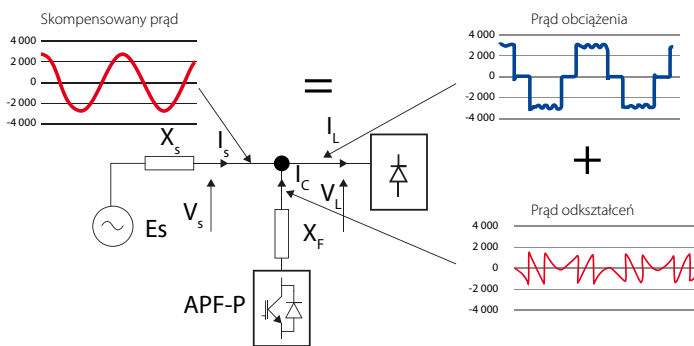 Skompensowany prąd
4 000
2 000
0
-2 000
-4 000
=
Prąd obciążenia
4 000
2 000
0
-2 000
-4 000
+
Prąd odkształceń
4 000
2 000
0
-2 000
-4 000
Xs
Is
IL
Vs
IC
VL
Es
XF
APF-P